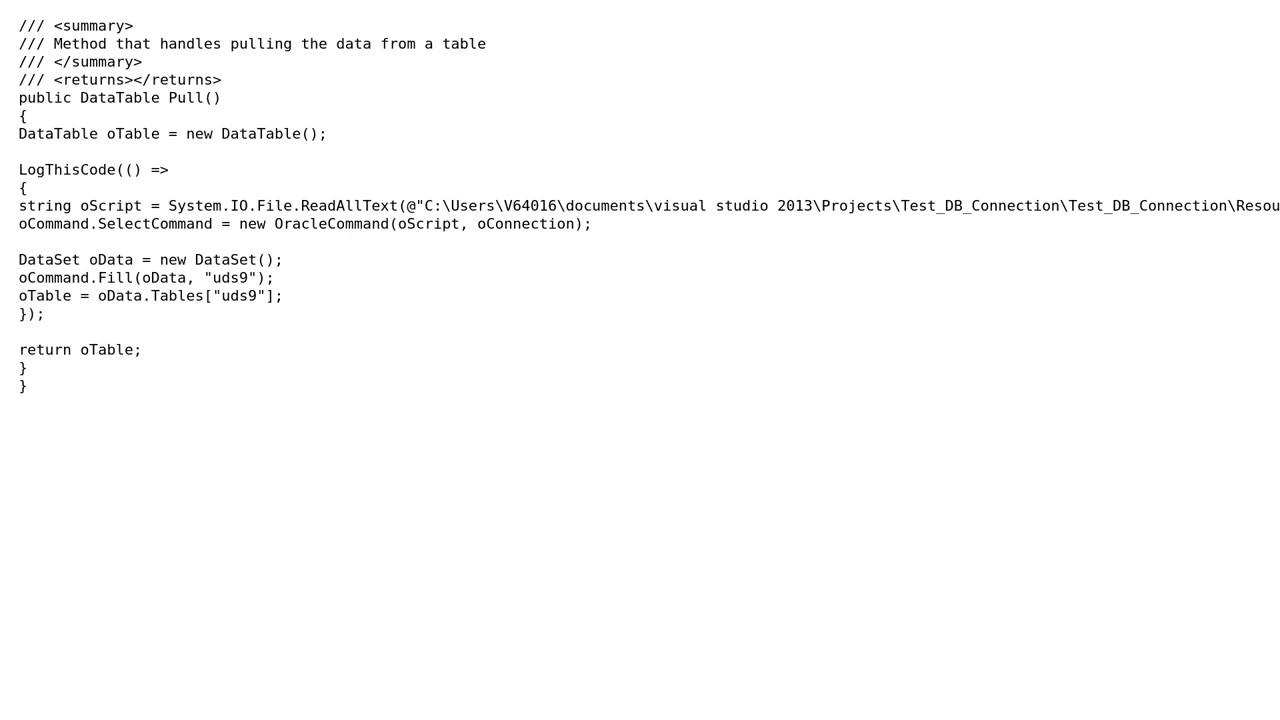 /// <summary>
/// Method that handles pulling the data from a table
/// </summary>
/// <returns></returns>
public DataTable Pull()
{
DataTable oTable = new DataTable();
LogThisCode(() =>
{
string oScript = System.IO.File.ReadAllText(@"C:\Users\V64016\documents\visual studio 2013\Projects\Test_DB_Connection\Test_DB_Connection\Resou
oCommand.SelectCommand = new OracleCommand(oScript, oConnection);
DataSet oData = new DataSet();
oCommand.Fill(oData, "uds9");
oTable = oData.Tables["uds9"];
});
return oTable;
}
}